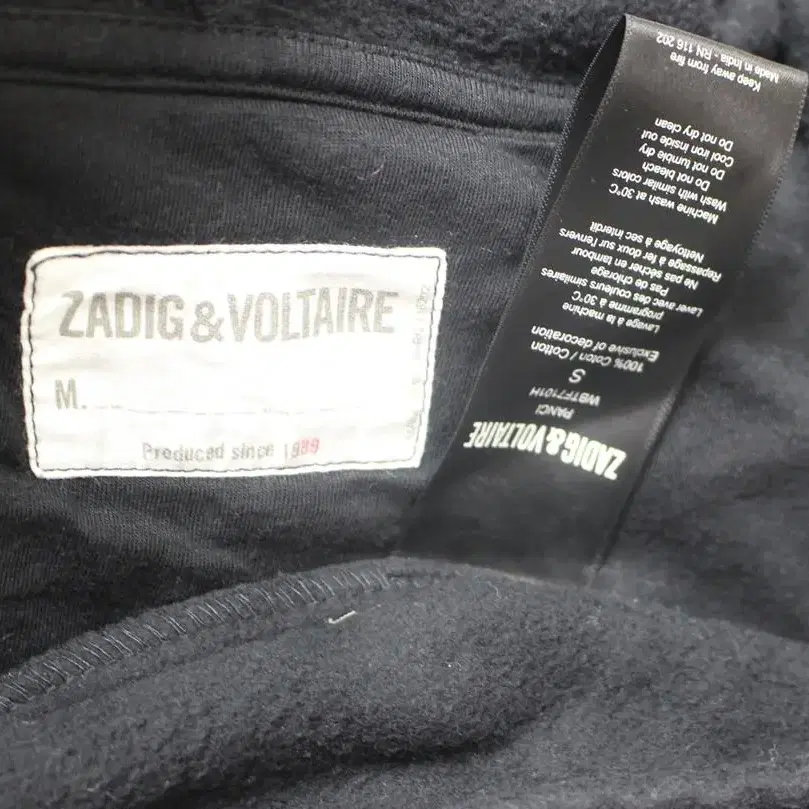 ZADIG & VOLTAIRE
M.
Produced since 1989
ZADIG & VOLTAIRE
PANCI
WBTF7101H
S
100% Coton / Cotton
Exclusive of decoration
Lavage à la machine
programme à 30°C
Laver avec des couleurs similaires
Pas de chlorage
Ne pas sécher en tambour
Repassage à fer doux sur l'envers
Nettoyage à sec interdit
Machine wash at 30°C
Wash with similar colors
Do not bleach
Do not tumble dry
Cool iron inside out
Do not dry clean
Keep away from fire
Made in India - RN 116 202